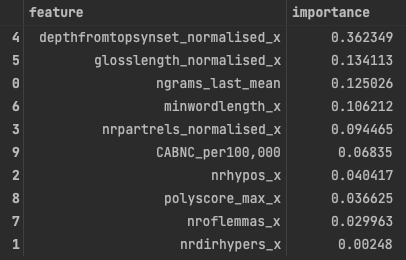 feature importance
4 depthfromtopsynset_normalised_x 0.362349
5 glosslength_normalised_x 0.134113
0 ngrams_last_mean 0.125026
6 minwordlength_x 0.106212
3 nrpartrels_normalised_x 0.094465
9 CABNC_per100,000 0.06835
2 nrhypos_x 0.040417
8 polyscore_max_x 0.036625
7 nroflemmas_x 0.029963
1 nrdirhypers_x 0.00248